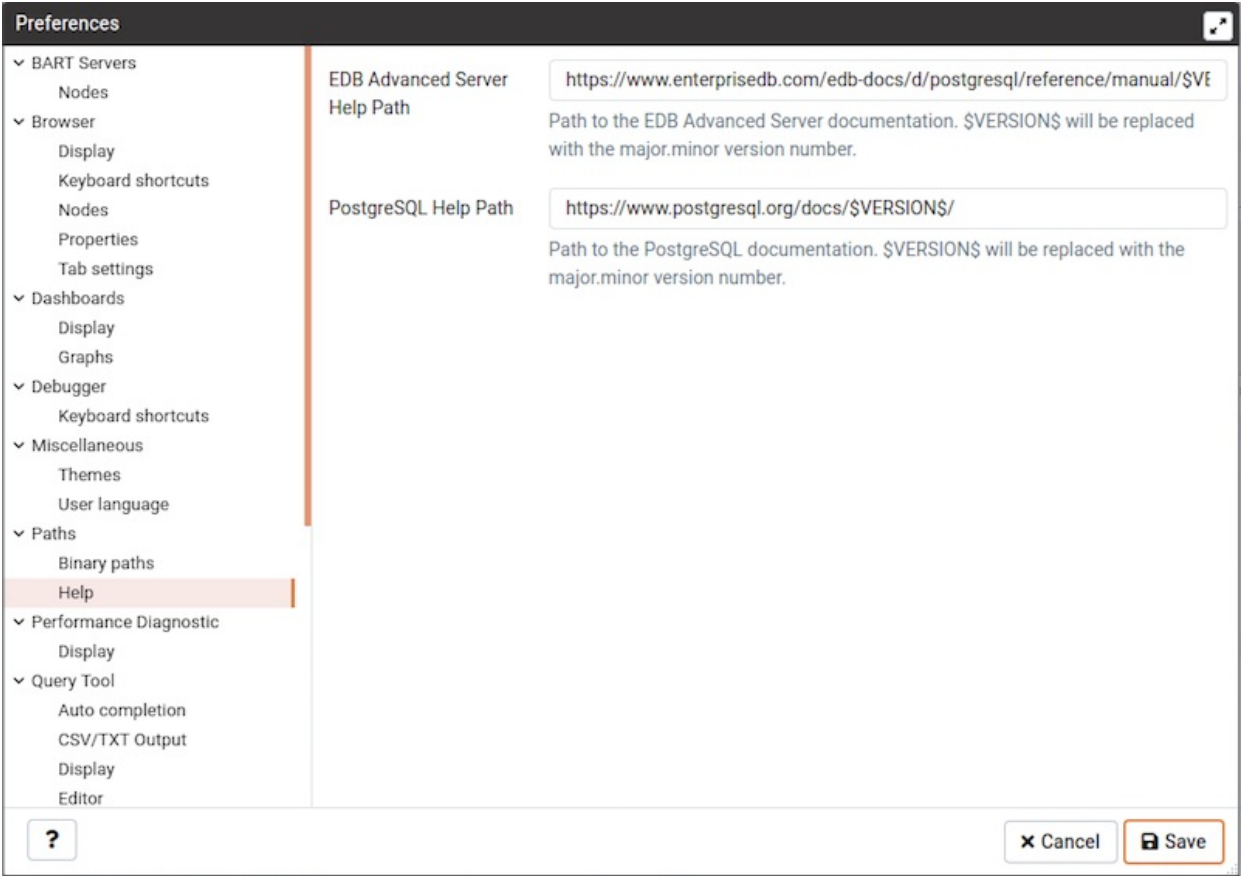 Preferences
BART Servers
Nodes
Browser
Display
Keyboard shortcuts
Nodes
Properties
Tab settings
Dashboards
Display
Graphs
Debugger
Keyboard shortcuts
Miscellaneous
Themes
User language
Paths
Binary paths
Help
Performance Diagnostic
Display
Query Tool
Auto completion
CSV/TXT Output
Display
Editor
EDB Advanced Server
Help Path
https://www.enterprisedb.com/edb-docs/d/postgresql/reference/manual/$VE
Path to the EDB Advanced Server documentation. $VERSION$ will be replaced
with the major.minor version number.
PostgreSQL Help Path
https://www.postgresql.org/docs/$VERSION$/
Path to the PostgreSQL documentation. $VERSION$ will be replaced with the
major.minor version number.
?
Cancel
Save